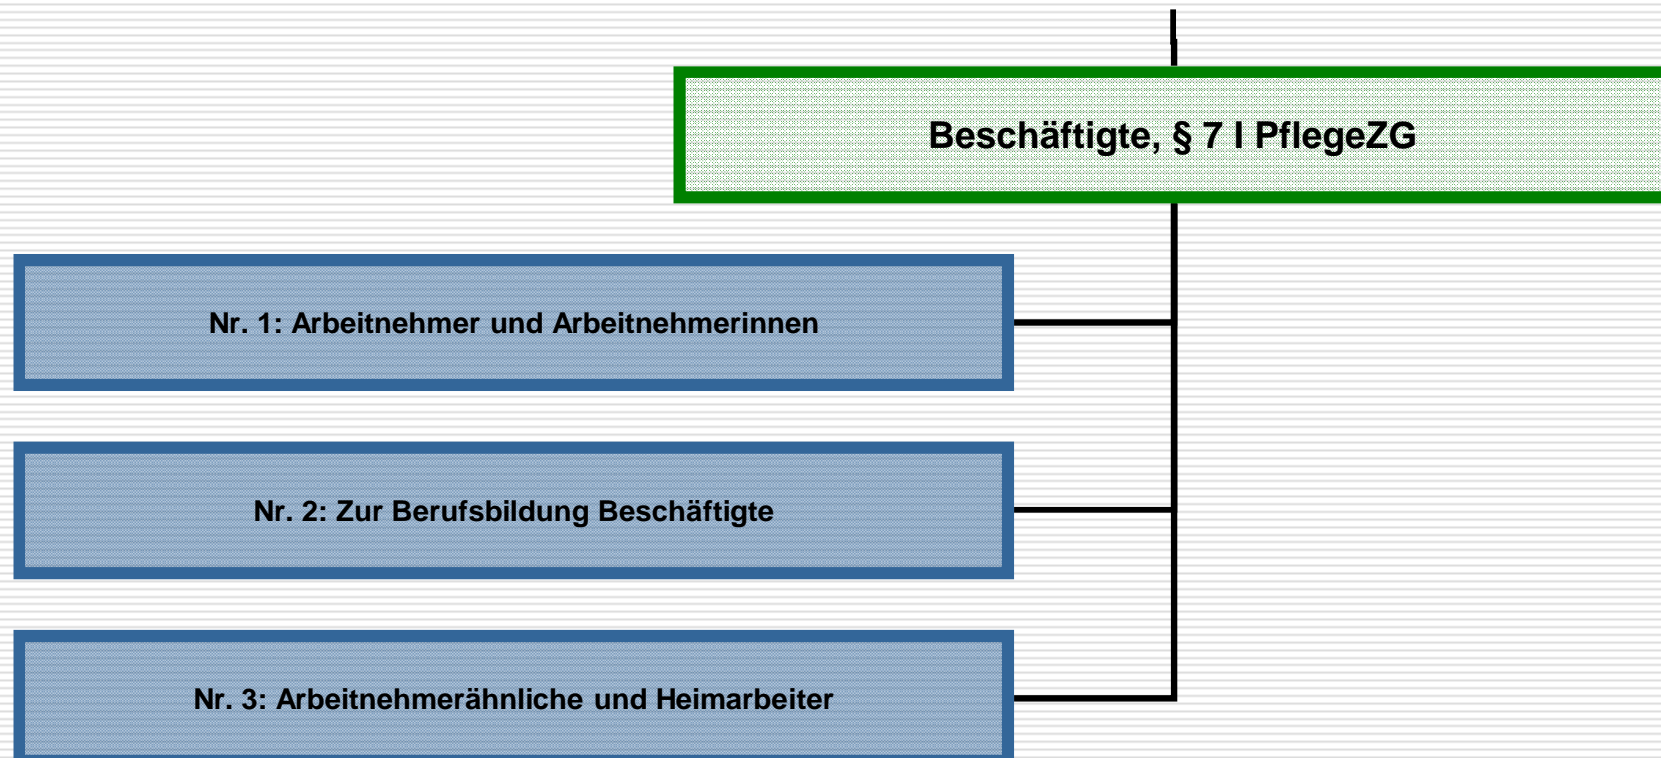 Beschäftigte, § 7 I PflegeZG
Nr. 1: Arbeitnehmer und Arbeitnehmerinnen
Nr. 2: Zur Berufsbildung Beschäftigte
Nr. 3: Arbeitnehmerähnliche und Heimarbeiter